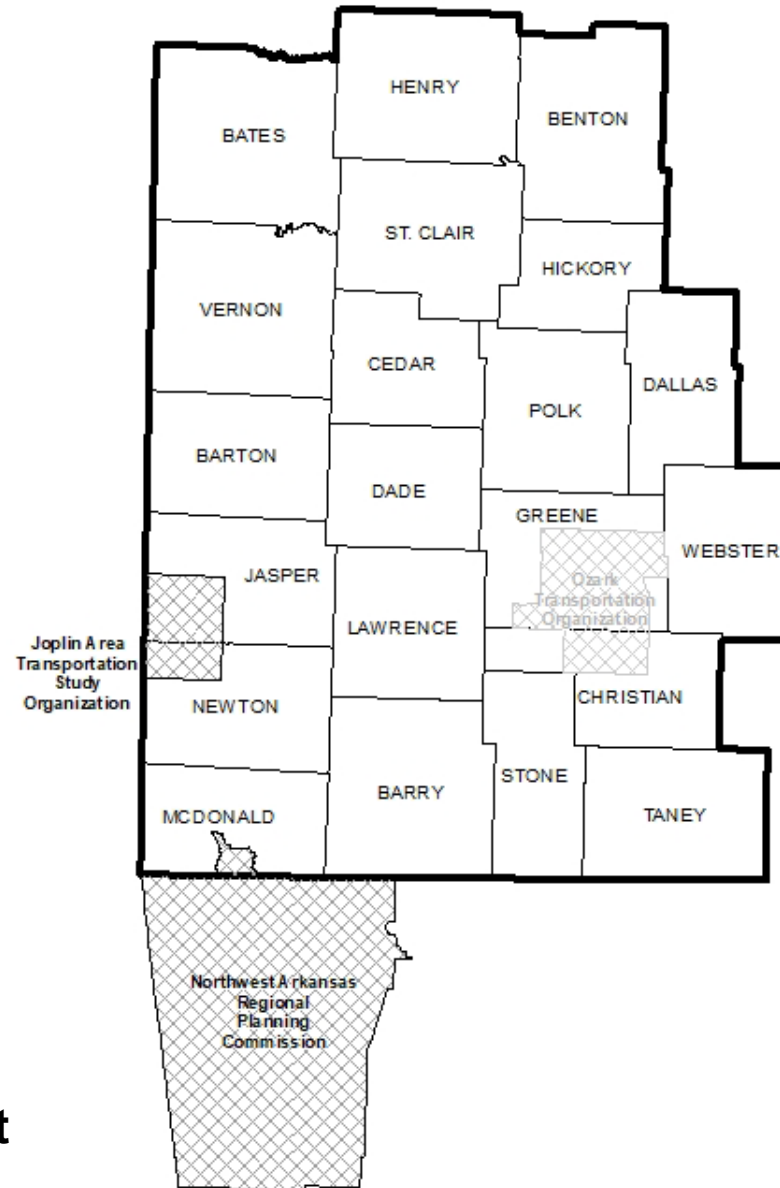 HENRY
BENTON
BATES
ST. CLAIR
HICKORY
VERNON
CEDAR
DALLAS
POLK
BARTON
DADE
GREENE
WEBSTER
JASPER
Ozark
Transportation
Organization
LAWRENCE
Joplin Area
Transportation
Study
Organization
CHRISTIAN
NEWTON
STONE
BARRY
MCDONALD
TANEY
Northwest Arkansas
Regional
Planning
Commission
t